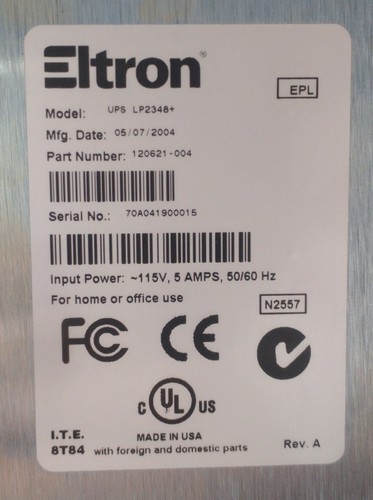 Eltron®
EPL
Model: UPS LP2348+
Mfg. Date: 05/07/2004
Part Number: 120621-004
Serial No.: 70A041900015
Input Power: ~115V, 5 AMPS, 50/60 Hz
For home or office use
N2557
FC CE
C UL US
I.T.E. MADE IN USA
8T84 with foreign and domestic parts Rev. A